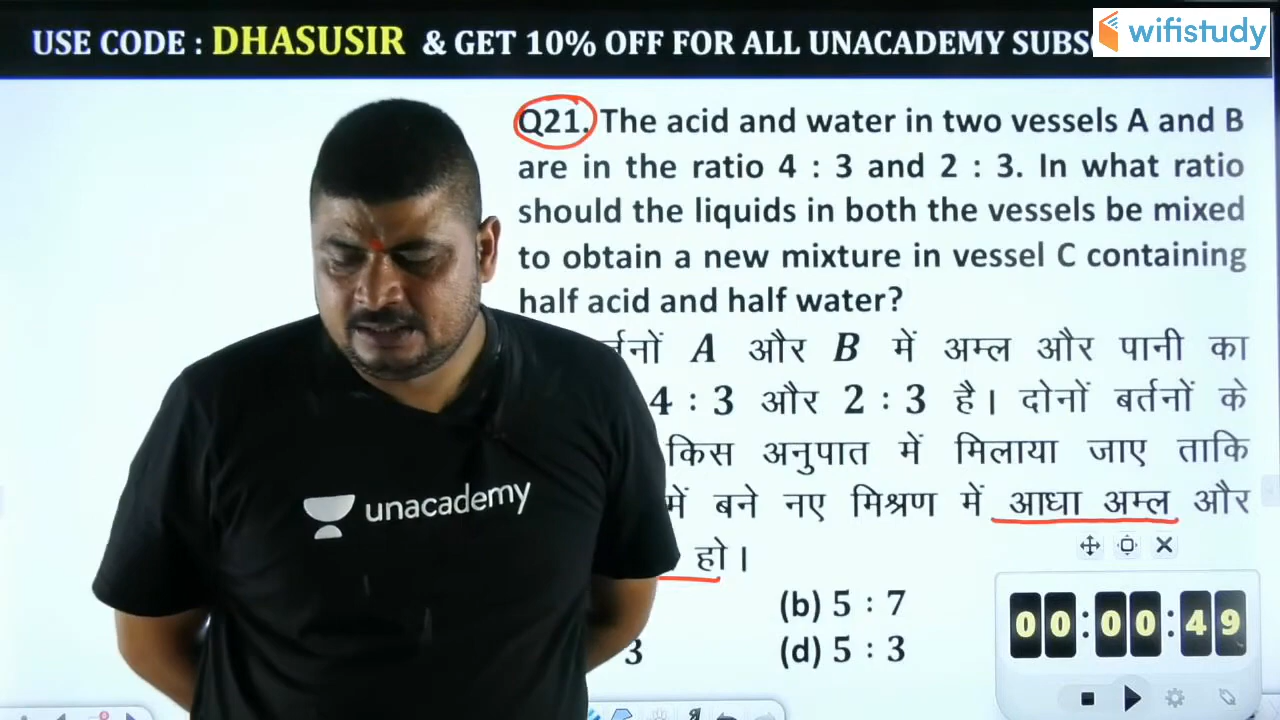 USE CODE : DHASUSIR & GET 10% OFF FOR ALL UNACADEMY
wifistudy
Q21. The acid and water in two vessels A and B
are in the ratio 4 : 3 and 2 : 3. In what ratio
should the liquids in both the vessels be mixed
to obtain a new mixture in vessel C containing
half acid and half water?
A और B में अम्ल और पानी का
4 : 3 और 2 : 3 है। दोनों बर्तनों के
किस अनुपात में मिलाया जाए ताकि
में बने नए मिश्रण में आधा अम्ल और
हो।
(b) 5 : 7
3
(d) 5 : 3
00:00:49
unacademy